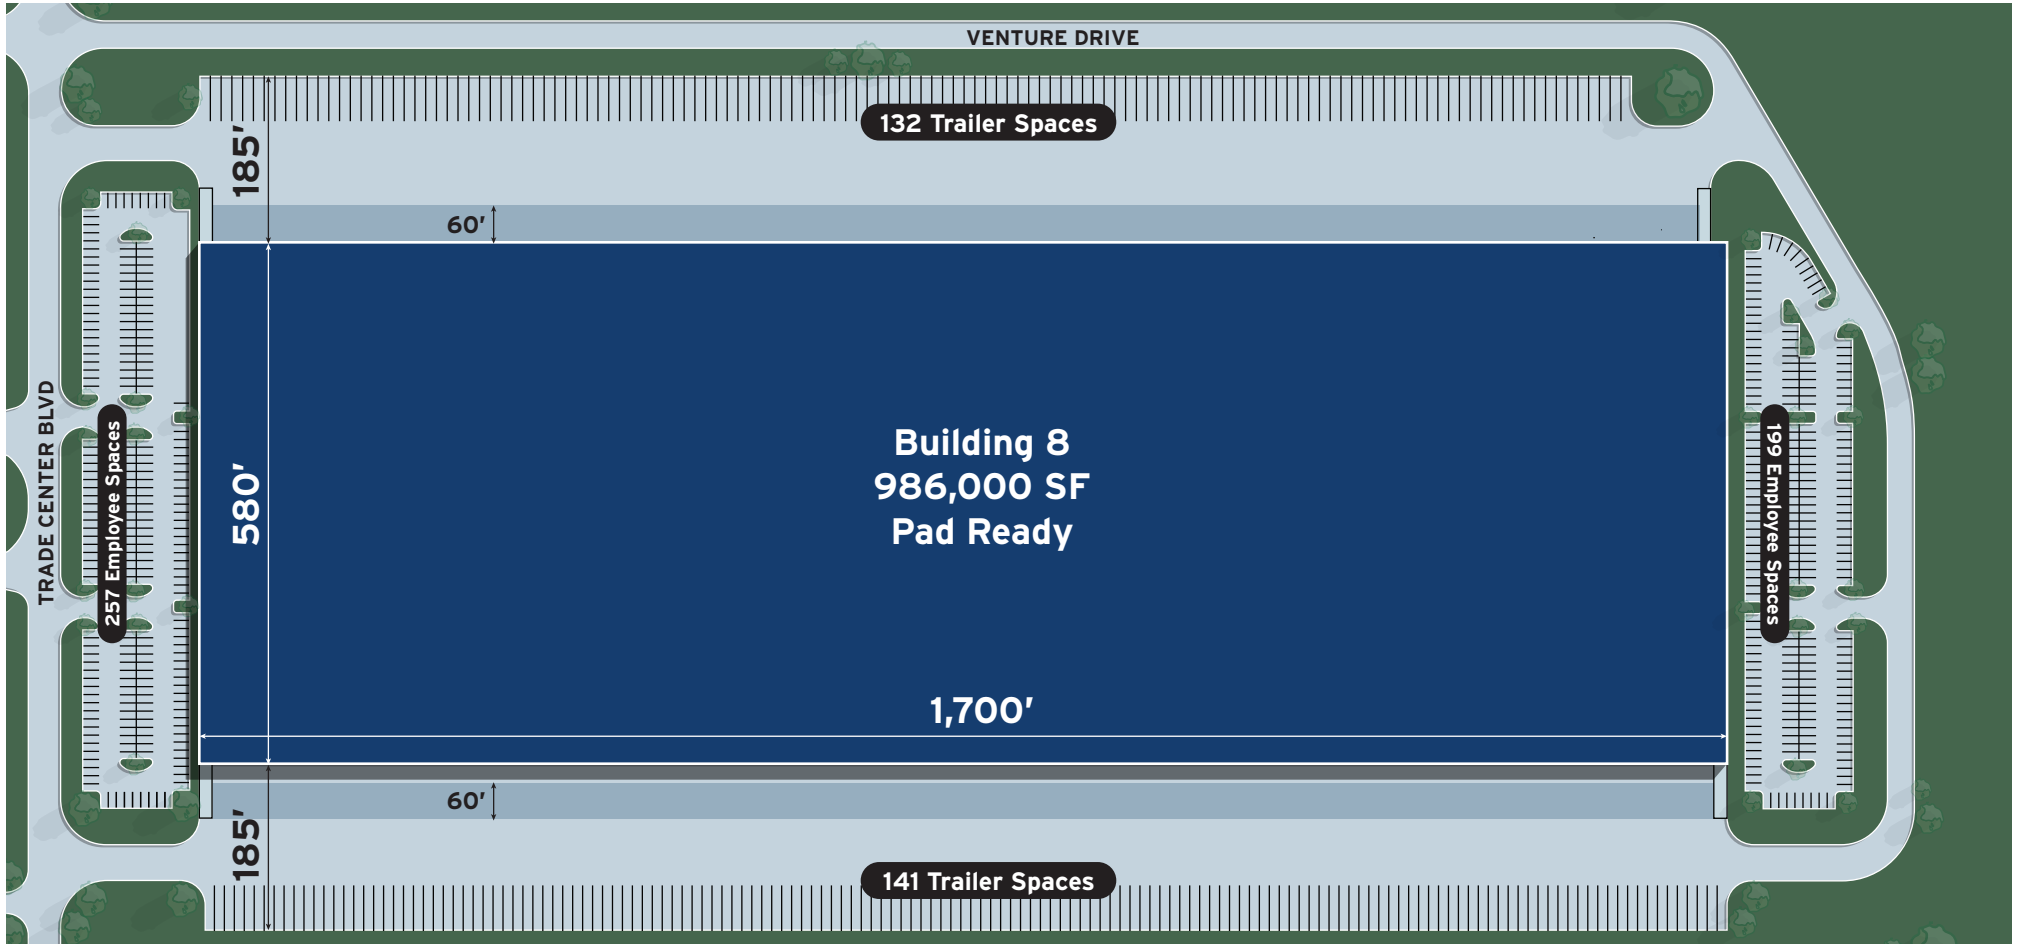 VENTURE DRIVE
132 Trailer Spaces
185'
60'
TRADE CENTER BLVD
257 Employee Spaces
580'
Building 8
986,000 SF
Pad Ready
199 Employee Spaces
1,700'
60'
185'
141 Trailer Spaces